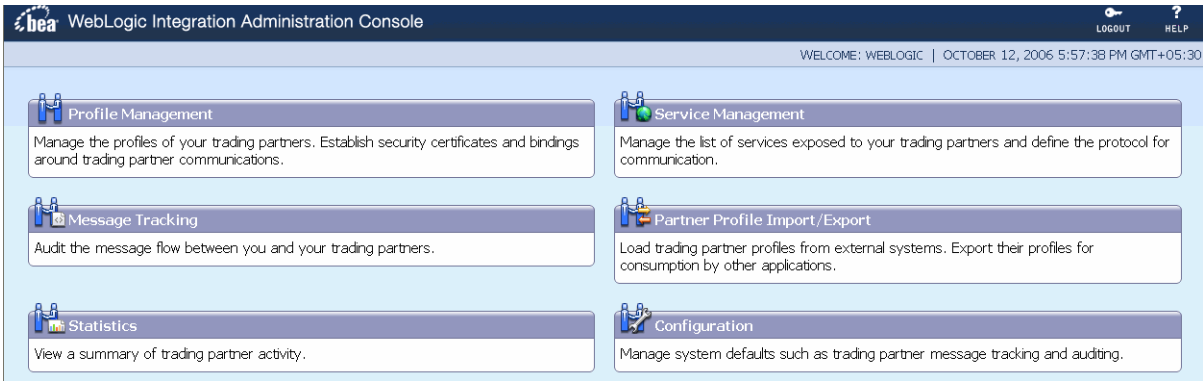 bea WebLogic Integration Administration Console
LOGOUT
?
HELP
WELCOME: WEBLOGIC | OCTOBER 12, 2006 5:57:38 PM GMT+05:30
Profile Management
Manage the profiles of your trading partners. Establish security certificates and bindings
around trading partner communications.
Service Management
Manage the list of services exposed to your trading partners and define the protocol for
communication.
Message Tracking
Audit the message flow between you and your trading partners.
Partner Profile Import/Export
Load trading partner profiles from external systems. Export their profiles for
consumption by other applications.
Statistics
View a summary of trading partner activity.
Configuration
Manage system defaults such as trading partner message tracking and auditing.